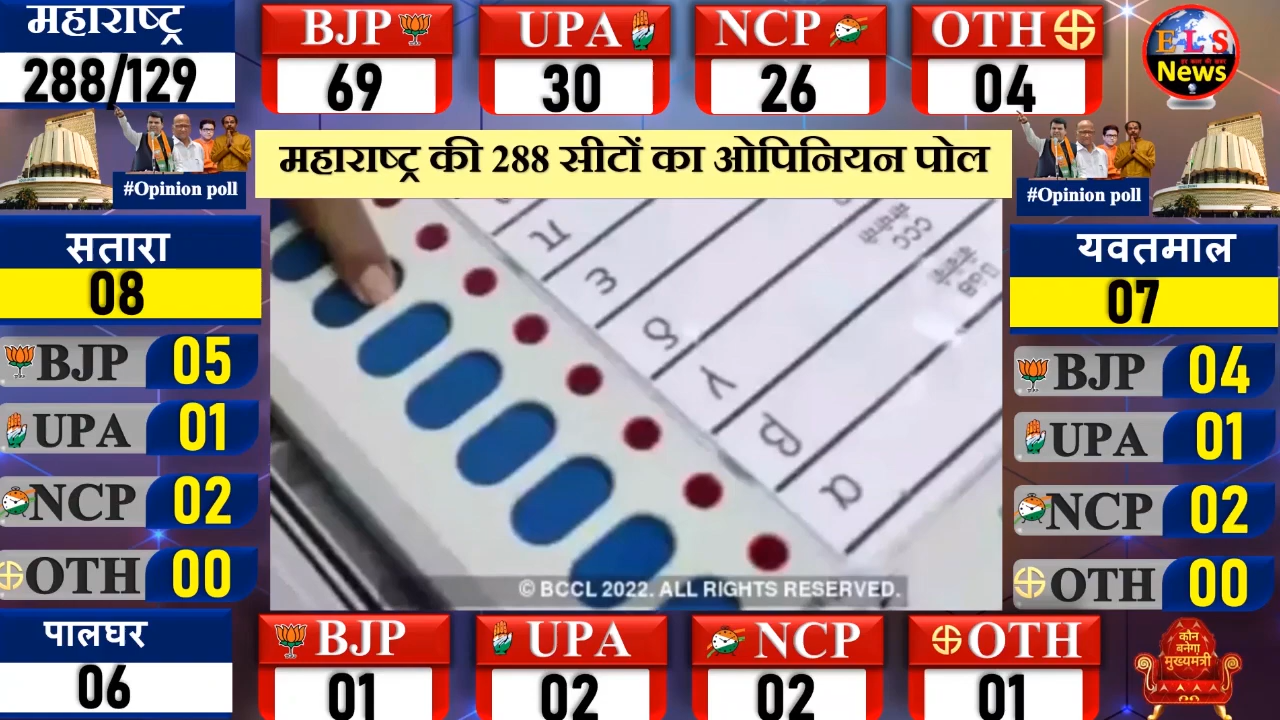 महाराष्ट्र
288/129
BJP
69
UPA
30
NCP
26
OTH
04
ELS
News
#Opinion poll
महाराष्ट्र की 288 सीटों का ओपिनियन पोल
#Opinion poll
सतारा
08
BJP 05
UPA 01
NCP 02
OTH 00
यवतमाल
07
BJP 04
UPA 01
NCP 02
OTH 00
© BCCL 2022. ALL RIGHTS RESERVED.
पालघर
06
BJP
01
UPA
02
NCP
02
OTH
01
कौन
बनेगा
मुख्यमंत्री